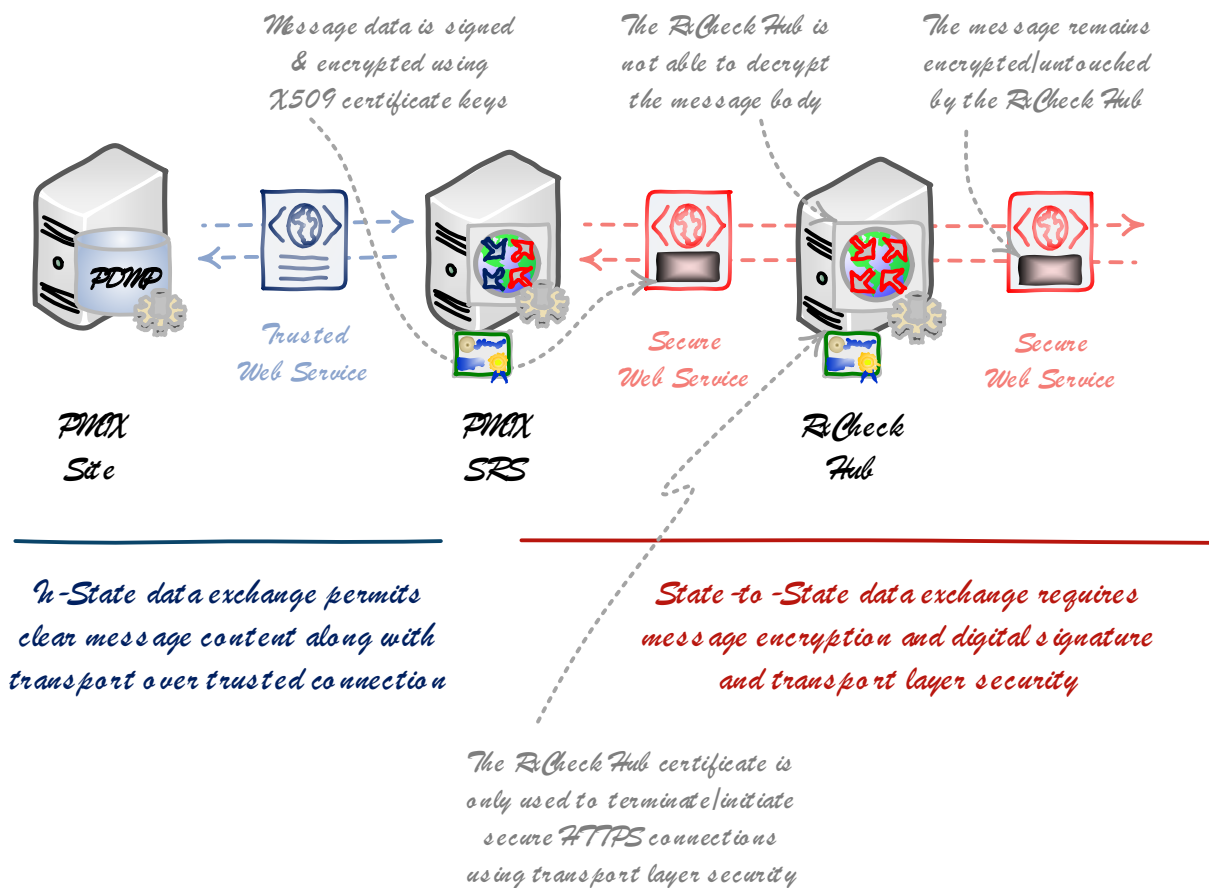 Message data is signed
& encrypted using
X509 certificate keys
The RxCheck Hub is
not able to decrypt
the message body
The message remains
encrypted/untouched
by the RxCheck Hub
PDMP
Trusted
Web Service
Secure
Web Service
Secure
Web Service
PMIX
Site
PMIX
SRS
RxCheck
Hub
In-State data exchange permits
clear message content along with
transport over trusted connection
State-to-State data exchange requires
message encryption and digital signature
and transport layer security
The RxCheck Hub certificate is
only used to terminate/initiate
secure HTTPS connections
using transport layer security